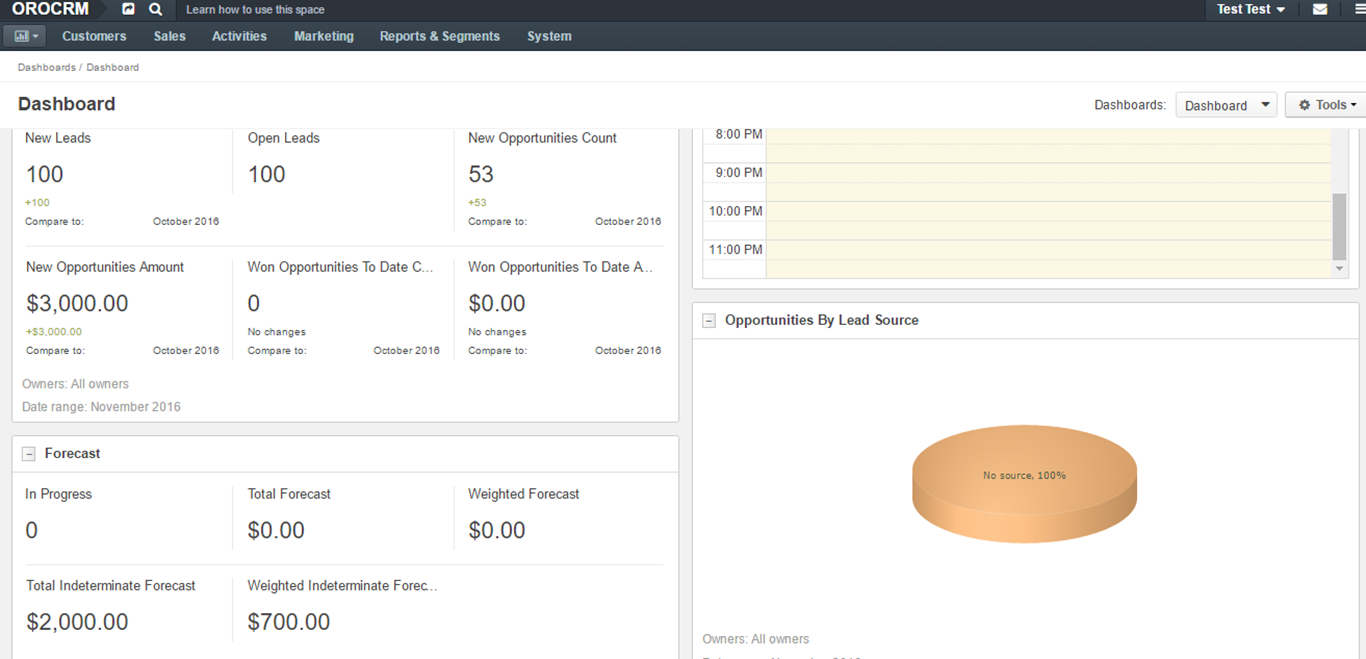 OROCRM Learn how to use this space Test Test
Customers Sales Activities Marketing Reports & Segments System
Dashboards / Dashboard
Dashboard
Dashboards: Dashboard Tools
New Leads Open Leads New Opportunities Count
100 100 53
+100 +53
Compare to: October 2016 Compare to: October 2016
New Opportunities Amount Won Opportunities To Date C... Won Opportunities To Date A...
$3,000.00 0 $0.00
+$3,000.00 No changes No changes
Compare to: October 2016 Compare to: October 2016 Compare to: October 2016
Owners: All owners
Date range: November 2016
Forecast
In Progress Total Forecast Weighted Forecast
0 $0.00 $0.00
Total Indeterminate Forecast Weighted Indeterminate Forec...
$2,000.00 $700.00
8:00 PM
9:00 PM
10:00 PM
11:00 PM
Opportunities By Lead Source
No source, 100%
Owners: All owners